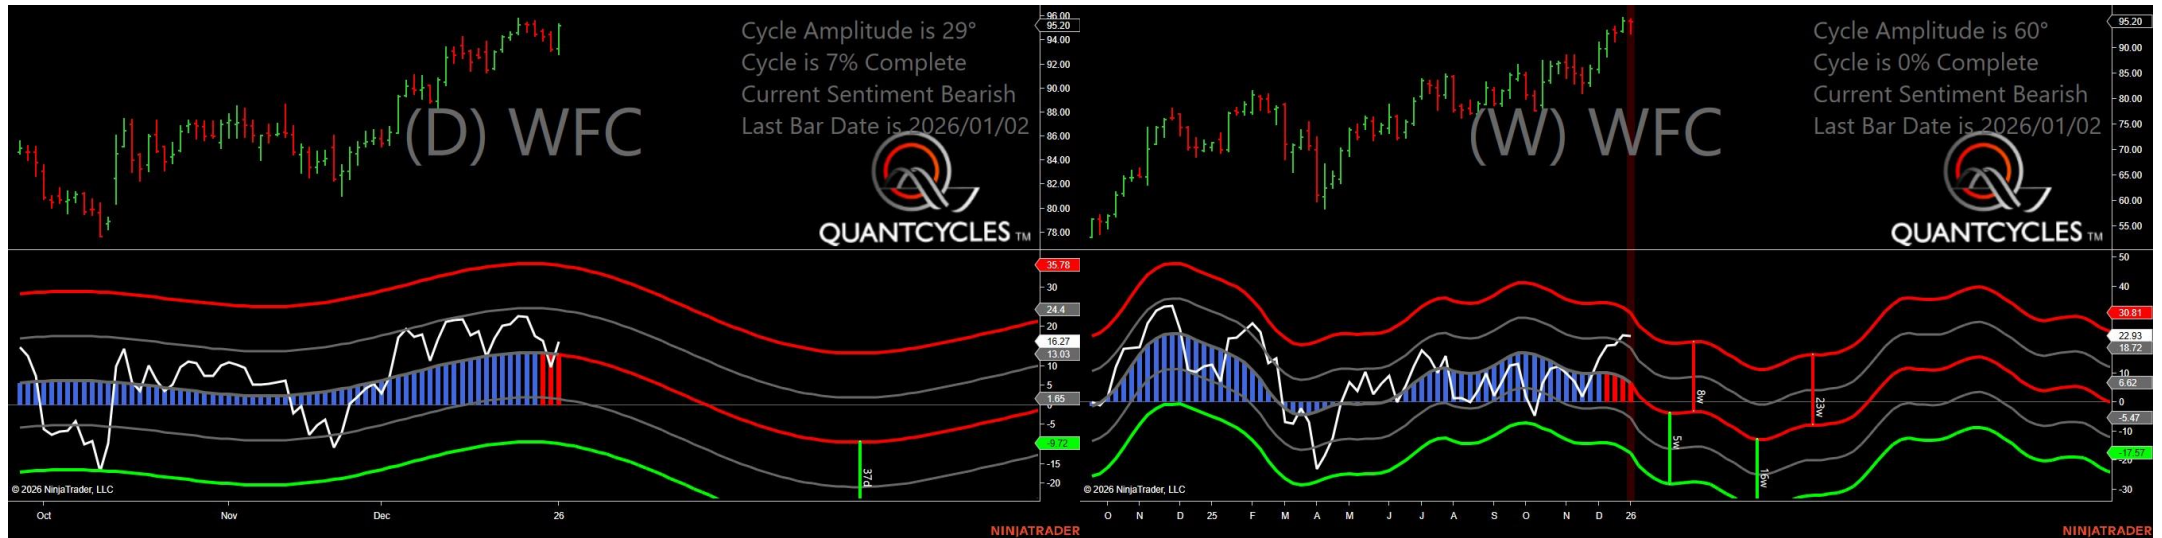 Cycle Amplitude is 29°
Cycle is 7% Complete
Current Sentiment Bearish
Last Bar Date is 2026/01/02
(D) WFC
QUANTCYCLES TM
96.00
95.20
94.00
92.00
90.00
88.00
86.00
84.00
82.00
80.00
78.00
35.78
30
24.4
20
16.27
13.03
10
5
1.65
0
-5
-9.72
-15
-20
37d
© 2026 NinjaTrader, LLC
Oct Nov Dec 26
NINJATRADER
Cycle Amplitude is 60°
Cycle is 0% Complete
Current Sentiment Bearish
Last Bar Date is 2026/01/02
(W) WFC
QUANTCYCLES TM
95.20
90.00
85.00
80.00
75.00
70.00
65.00
60.00
55.00
50
40
30.81
22.93
18.72
10
6.62
0
-5.47
-10
-17.57
-20
-30
8w
5w
16w
23w
© 2026 NinjaTrader, LLC
O N D 25 F M A M J J A S O N D 26
NINJATRADER